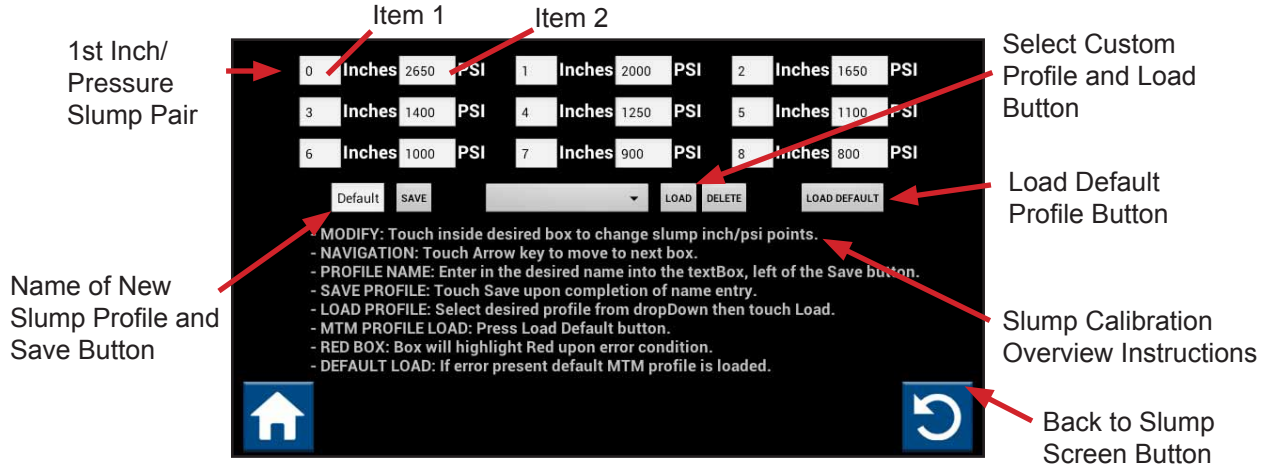 Item 1
Item 2
1st Inch/
Pressure
Slump Pair
Select Custom
Profile and Load
Button
0 Inches 2650 PSI 1 Inches 2000 PSI 2 Inches 1650 PSI
3 Inches 1400 PSI 4 Inches 1250 PSI 5 Inches 1100 PSI
6 Inches 1000 PSI 7 Inches 900 PSI 8 Inches 800 PSI
Default SAVE LOAD DELETE LOAD DEFAULT
Load Default
Profile Button
- MODIFY: Touch inside desired box to change slump inch/psi points.
- NAVIGATION: Touch Arrow key to move to next box.
- PROFILE NAME: Enter in the desired name into the textBox, left of the Save button.
- SAVE PROFILE: Touch Save upon completion of name entry.
- LOAD PROFILE: Select desired profile from dropDown then touch Load.
- MTM PROFILE LOAD: Press Load Default button.
- RED BOX: Box will highlight Red upon error condition.
- DEFAULT LOAD: If error present default MTM profile is loaded.
Name of New
Slump Profile and
Save Button
Slump Calibration
Overview Instructions
Back to Slump
Screen Button